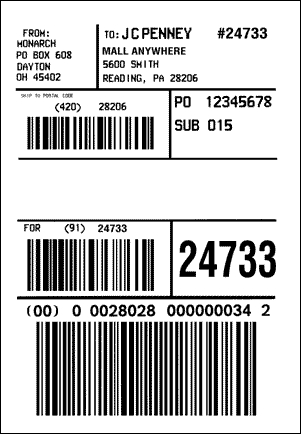 FROM:
MONARCH
PO BOX 608
DAYTON
OH 45402
TO: JCPENNEY #24733
MALL ANYWHERE
5600 SMITH
READING, PA 28206
SHIP TO POSTAL CODE
(420) 28206
PO 12345678
SUB 015
FOR (91) 24733
24733
(00) 0 0028028 000000034 2